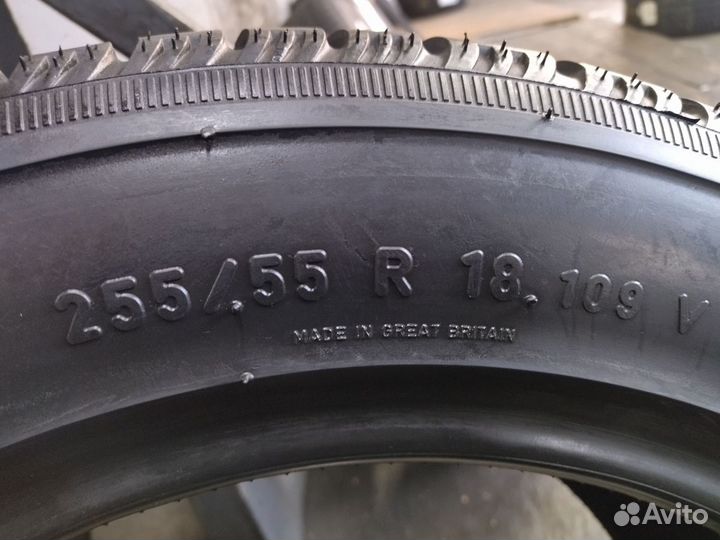 255/55 R 18 109 V
MADE IN GREAT BRITAIN
Avito